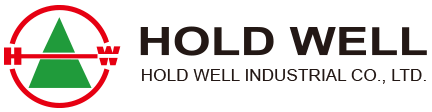 H W
HOLD WELL
HOLD WELL INDUSTRIAL CO., LTD.